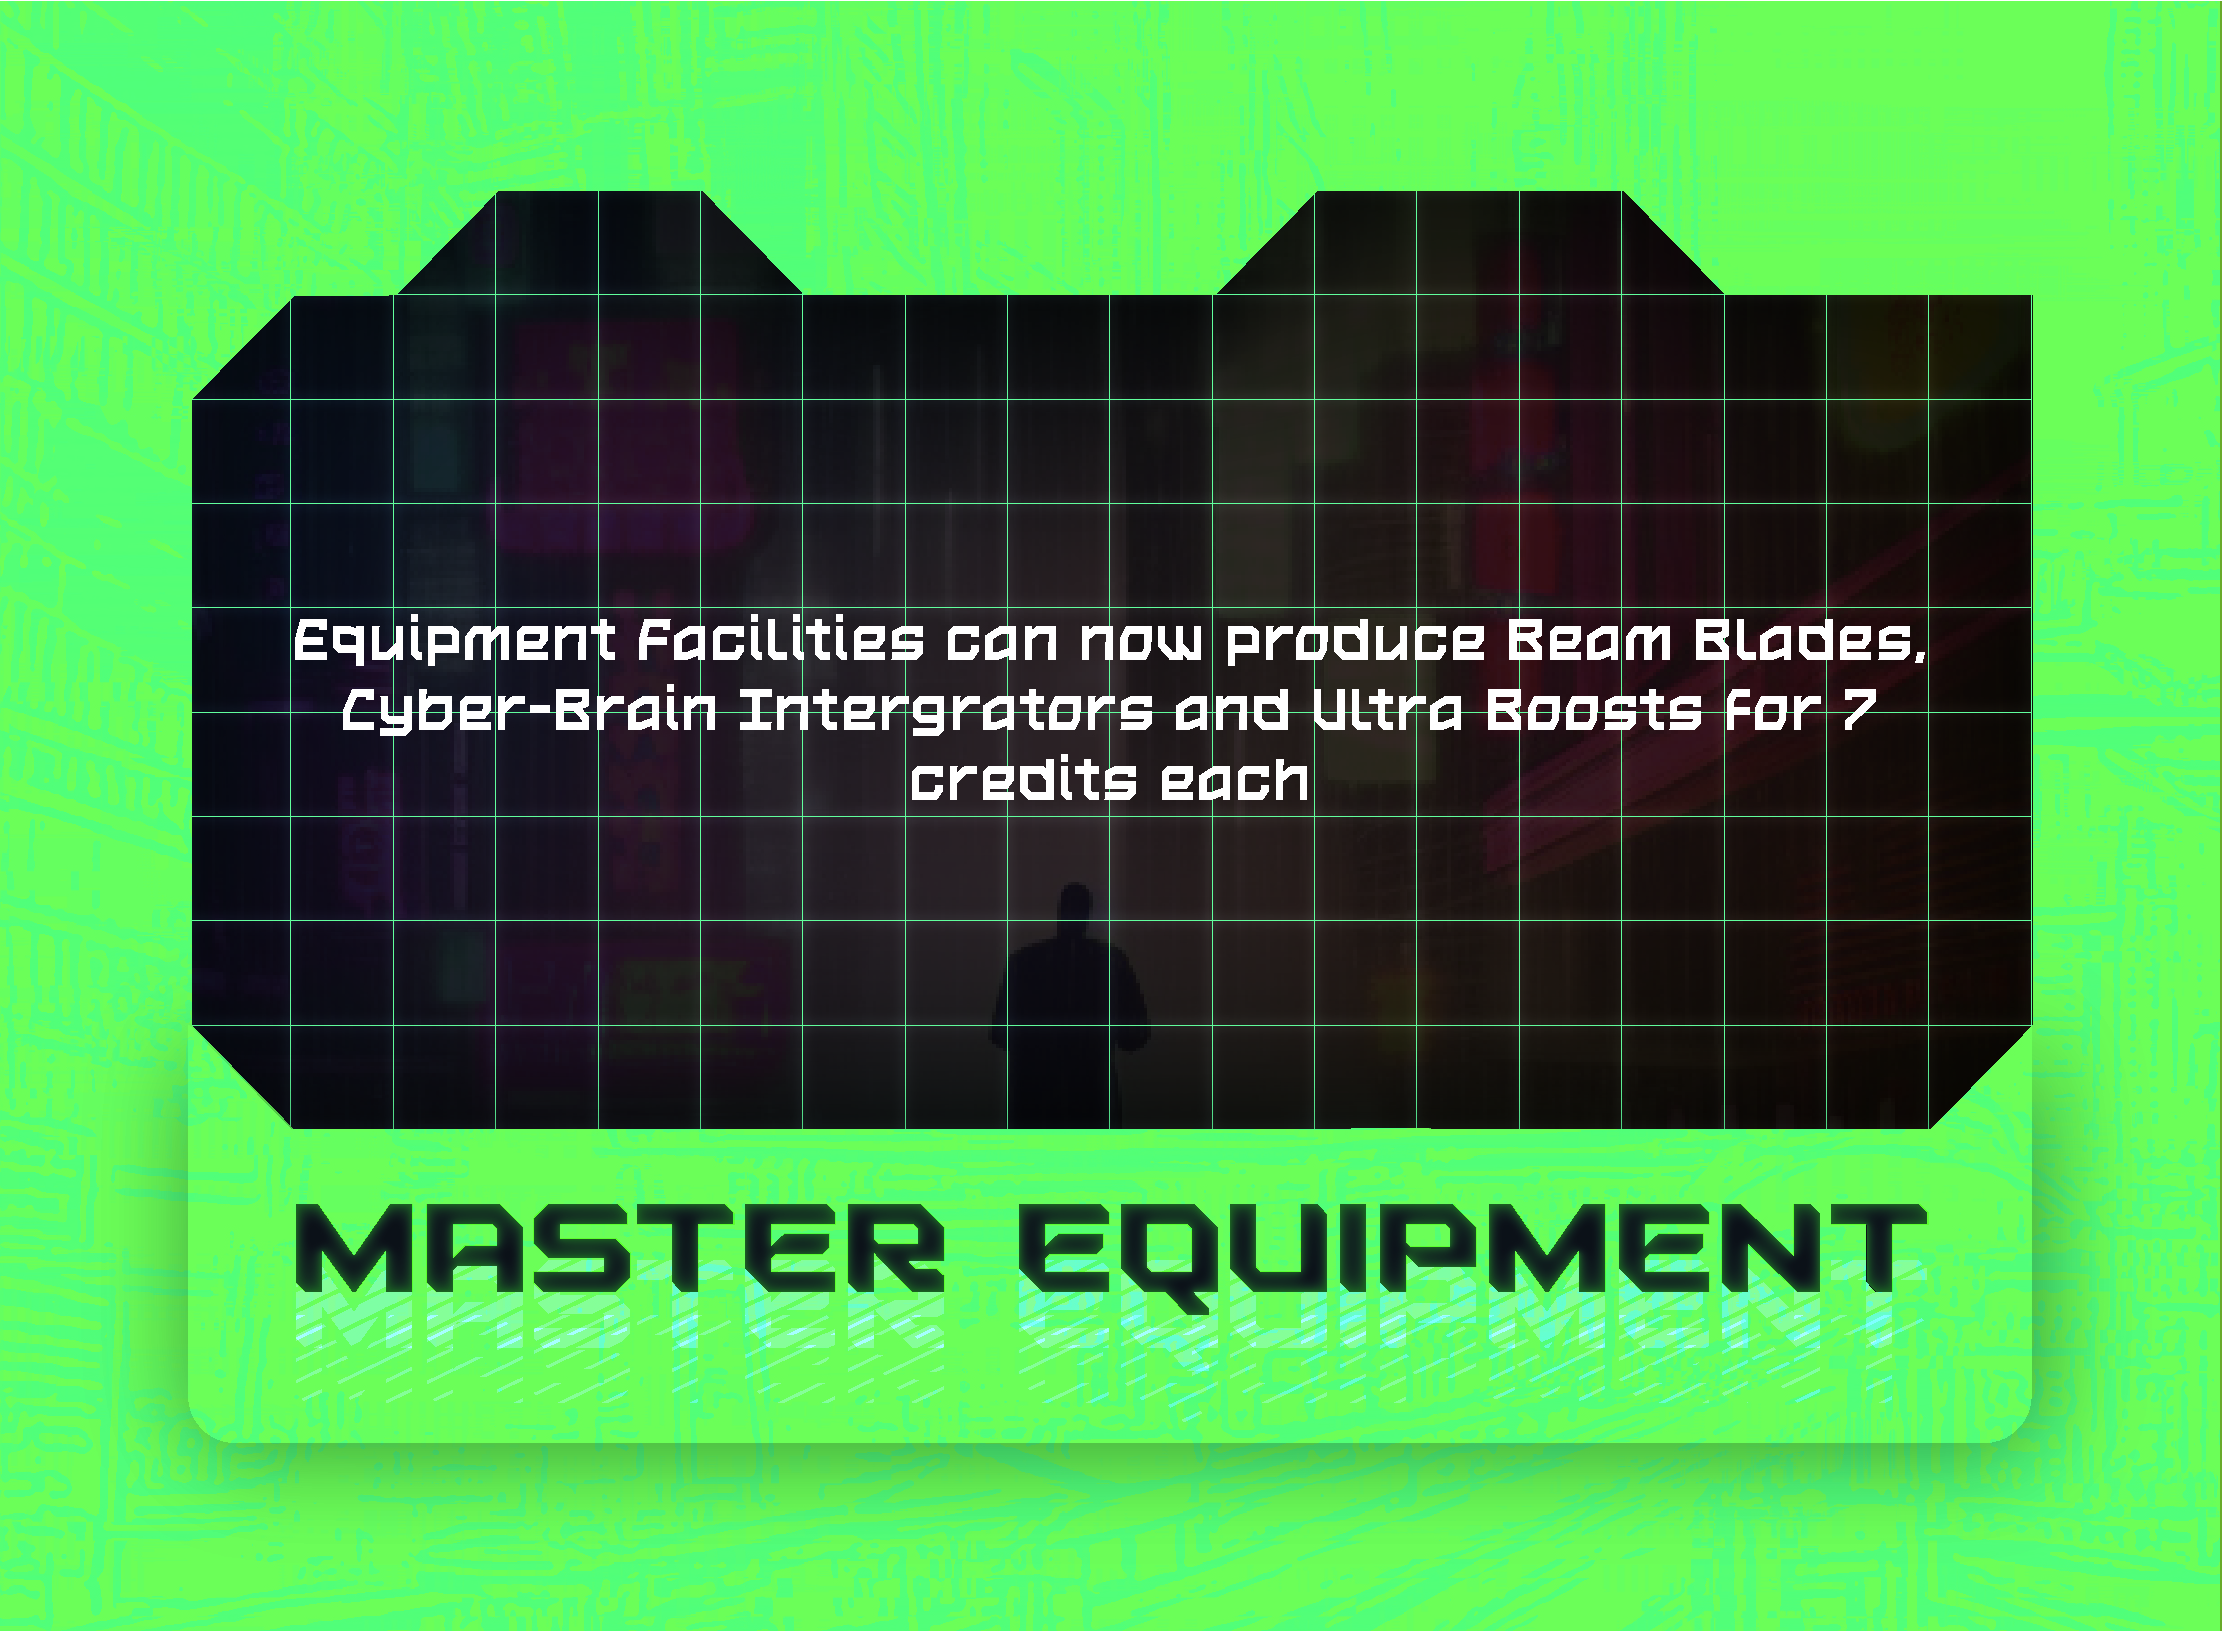 Equipment Facilities can now produce Beam Blades,
Cyber-Brain Intergrators and Ultra Boosts for 7
credits each
MASTER EQUIPMENT